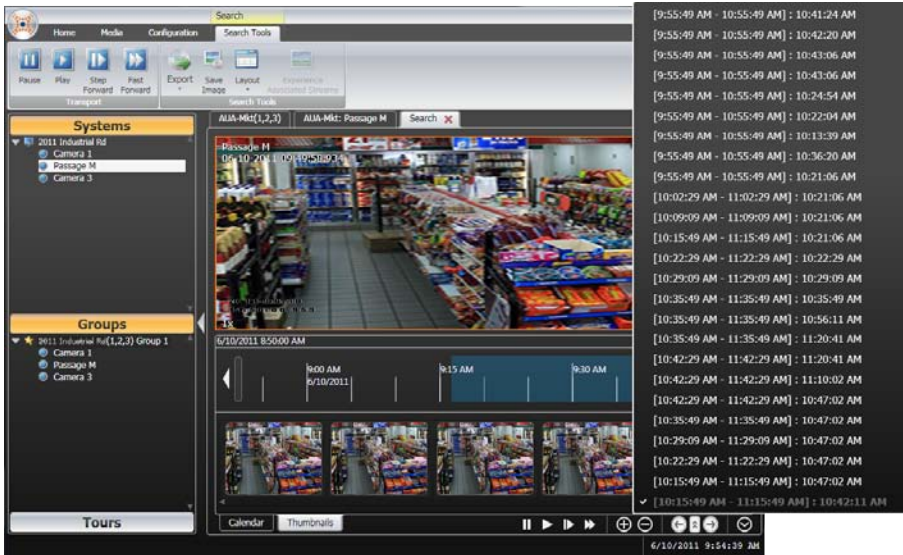 Search
Home Media Configuration Search Tools
Pause Play Step Forward Fast Forward Export Save Image Layout Experience Associated Streams
Transport Search Tools
Systems
2011 Industrial Rd
Camera 1
Passage M
Camera 3
Groups
2011 Industrial Rd(1,2,3) Group 1
Camera 1
Passage M
Camera 3
Tours
AUA-Mkt(1,2,3) AUA-Mkt: Passage M Search
Passage M
06-10-2011 09:49:50.934
1x
6/10/2011 8:50:00 AM
9:00 AM 9:15 AM 9:30 AM
6/10/2011
Calendar Thumbnails
6/10/2011 9:54:39 AM
[9:55:49 AM - 10:55:49 AM] : 10:41:24 AM
[9:55:49 AM - 10:55:49 AM] : 10:42:20 AM
[9:55:49 AM - 10:55:49 AM] : 10:43:06 AM
[9:55:49 AM - 10:55:49 AM] : 10:43:06 AM
[9:55:49 AM - 10:55:49 AM] : 10:24:54 AM
[9:55:49 AM - 10:55:49 AM] : 10:22:04 AM
[9:55:49 AM - 10:55:49 AM] : 10:13:39 AM
[9:55:49 AM - 10:55:49 AM] : 10:36:20 AM
[9:55:49 AM - 10:55:49 AM] : 10:21:06 AM
[10:02:29 AM - 11:02:29 AM] : 10:21:06 AM
[10:09:09 AM - 11:09:09 AM] : 10:21:06 AM
[10:15:49 AM - 11:15:49 AM] : 10:21:06 AM
[10:22:29 AM - 11:22:29 AM] : 10:22:29 AM
[10:29:09 AM - 11:29:09 AM] : 10:29:09 AM
[10:35:49 AM - 11:35:49 AM] : 10:35:49 AM
[10:35:49 AM - 11:35:49 AM] : 10:56:11 AM
[10:35:49 AM - 11:35:49 AM] : 11:20:41 AM
[10:42:29 AM - 11:42:29 AM] : 11:20:41 AM
[10:42:29 AM - 11:42:29 AM] : 11:10:02 AM
[10:42:29 AM - 11:42:29 AM] : 10:47:02 AM
[10:35:49 AM - 11:35:49 AM] : 10:47:02 AM
[10:29:09 AM - 11:29:09 AM] : 10:47:02 AM
[10:22:29 AM - 11:22:29 AM] : 10:47:02 AM
[10:15:49 AM - 11:15:49 AM] : 10:47:02 AM
[10:15:49 AM - 11:15:49 AM] : 10:42:11 AM